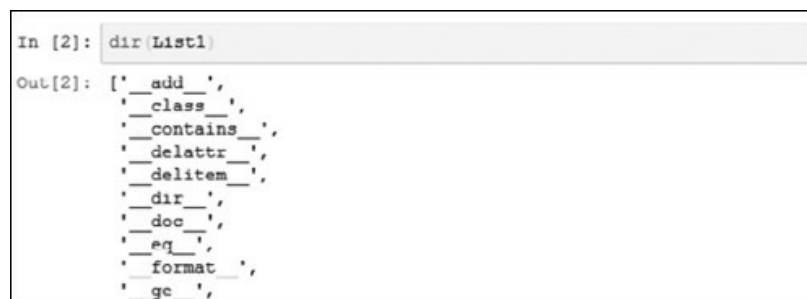 In [2]: dir(List1)
Out[2]: ['__add__',
'__class__',
'__contains__',
'__delattr__',
'__delitem__',
'__dir__',
'__doc__',
'__eq__',
'__format__',
'__ge__',